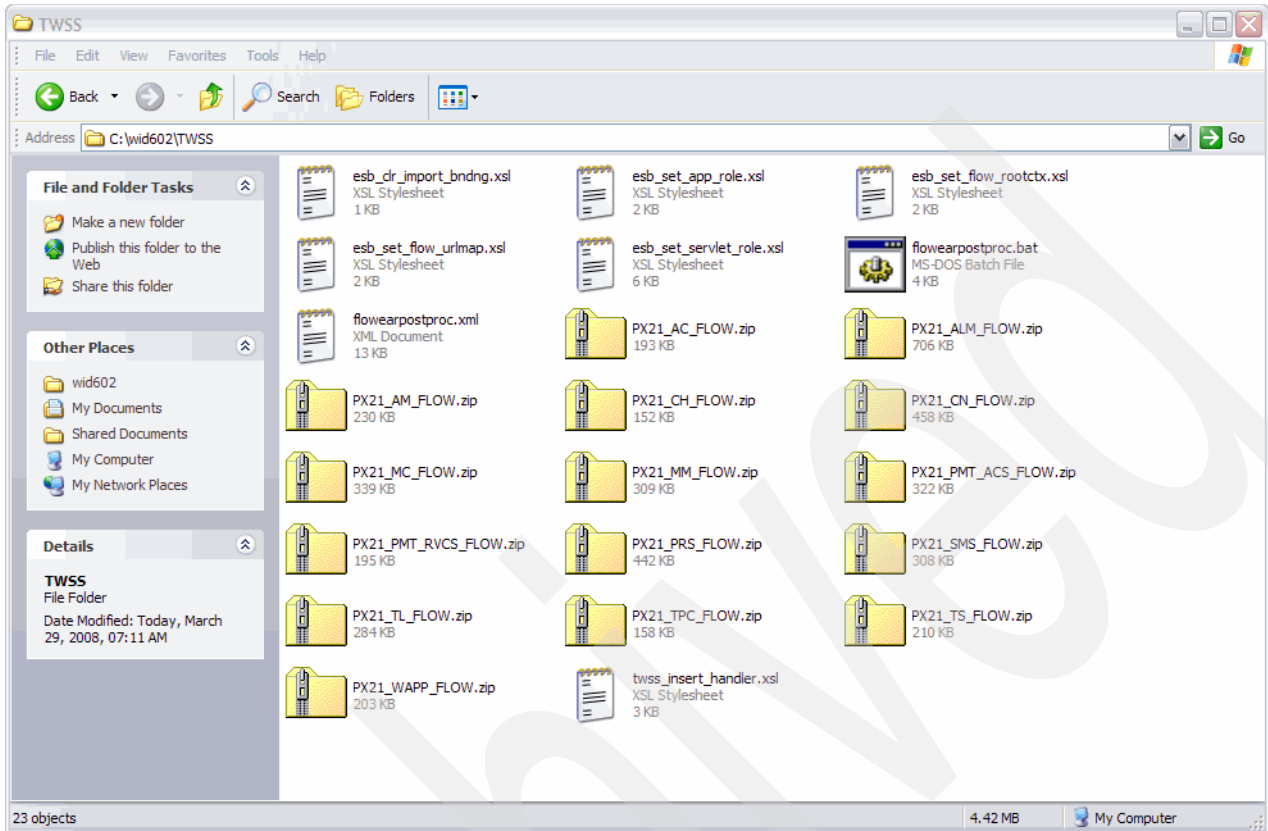 TWSS
File Edit View Favorites Tools Help
Back Search Folders
Address C:\wid602\TWSS Go
File and Folder Tasks
Make a new folder
Publish this folder to the
Web
Share this folder
Other Places
wid602
My Documents
Shared Documents
My Computer
My Network Places
Details
TWSS
File Folder
Date Modified: Today, March
29, 2008, 07:11 AM
esb_clr_import_bndng.xsl
XSL Stylesheet
1 KB
esb_set_app_role.xsl
XSL Stylesheet
2 KB
esb_set_flow_rootctx.xsl
XSL Stylesheet
2 KB
esb_set_flow_urlmap.xsl
XSL Stylesheet
2 KB
esb_set_servlet_role.xsl
XSL Stylesheet
6 KB
flowearpostproc.bat
MS-DOS Batch File
4 KB
flowearpostproc.xml
XML Document
13 KB
PX21_AC_FLOW.zip
193 KB
PX21_ALM_FLOW.zip
706 KB
PX21_AM_FLOW.zip
230 KB
PX21_CH_FLOW.zip
152 KB
PX21_CN_FLOW.zip
458 KB
PX21_MC_FLOW.zip
339 KB
PX21_MM_FLOW.zip
309 KB
PX21_PMT_ACS_FLOW.zip
322 KB
PX21_PMT_RVCS_FLOW.zip
195 KB
PX21_PRS_FLOW.zip
442 KB
PX21_SMS_FLOW.zip
308 KB
PX21_TL_FLOW.zip
284 KB
PX21_TPC_FLOW.zip
158 KB
PX21_TS_FLOW.zip
210 KB
PX21_WAPP_FLOW.zip
203 KB
twss_insert_handler.xsl
XSL Stylesheet
3 KB
23 objects 4.42 MB My Computer
hived